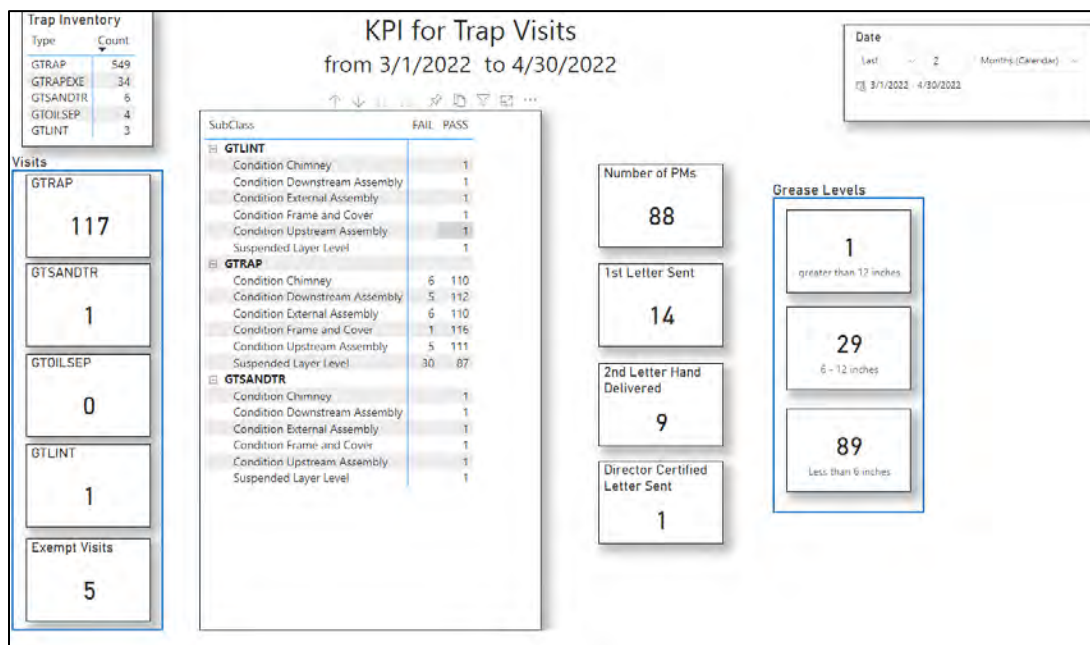 Trap Inventory
Type Count
GTRAP 549
GTRAPEXE 34
GTSANDTR 6
GTOILSEP 4
GTLINT 3
KPI for Trap Visits
from 3/1/2022 to 4/30/2022
Date
Last 2 Months (Calendar)
3/1/2022 - 4/30/2022
Visits
GTRAP
117
GTSANDTR
1
GTOILSEP
0
GTLINT
1
Exempt Visits
5
SubClass FAIL PASS
GTLINT
Condition Chimney 1
Condition Downstream Assembly 1
Condition External Assembly 1
Condition Frame and Cover 1
Condition Upstream Assembly 1
Suspended Layer Level 1
GTRAP
Condition Chimney 6 110
Condition Downstream Assembly 5 112
Condition External Assembly 6 110
Condition Frame and Cover 1 116
Condition Upstream Assembly 5 111
Suspended Layer Level 30 87
GTSANDTR
Condition Chimney 1
Condition Downstream Assembly 1
Condition External Assembly 1
Condition Frame and Cover 1
Condition Upstream Assembly 1
Suspended Layer Level 1
Number of PMs
88
1st Letter Sent
14
2nd Letter Hand
Delivered
9
Director Certified
Letter Sent
1
Grease Levels
1
greater than 12 inches
29
6 - 12 inches
89
Less than 6 inches